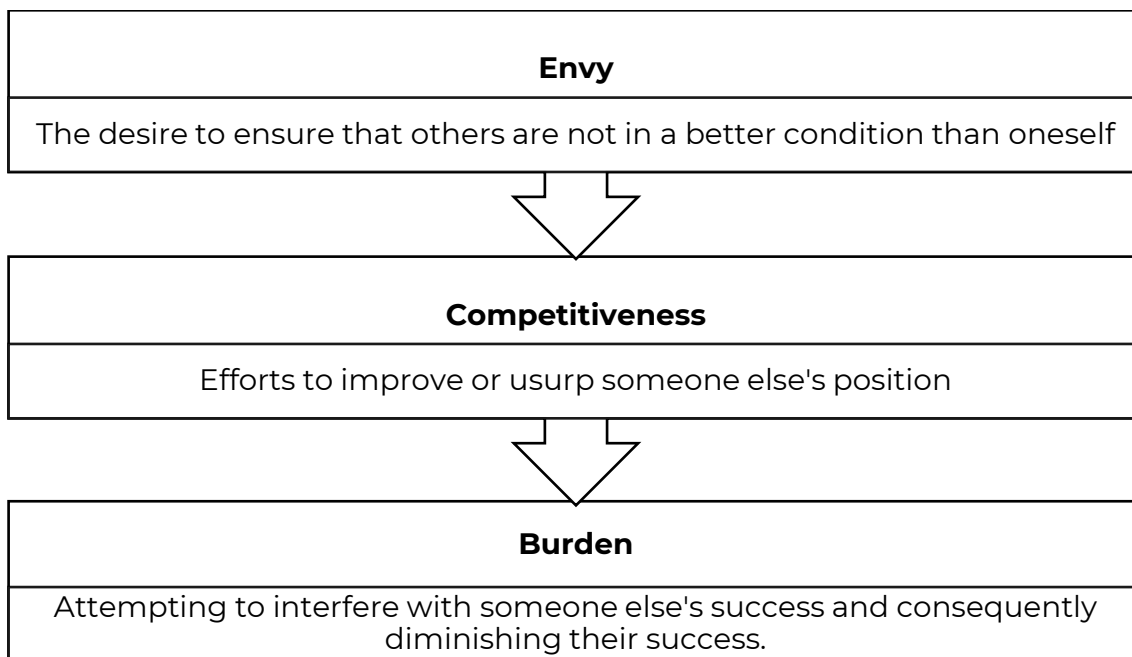 Envy
The desire to ensure that others are not in a better condition than oneself
Competitiveness
Efforts to improve or usurp someone else's position
Burden
Attempting to interfere with someone else's success and consequently
diminishing their success.